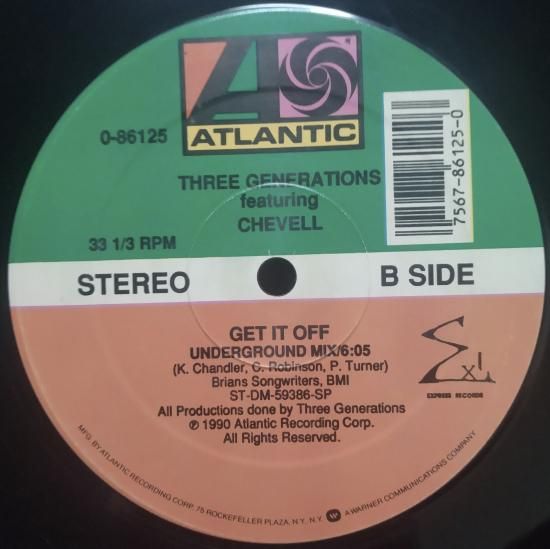 ATLANTIC
0-86125
THREE GENERATIONS
featuring
CHEVELL
7567-86125-0
33 1/3 RPM
STEREO
B SIDE
GET IT OFF
UNDERGROUND MIX/6:05
(K. Chandler, C. Robinson, P. Turner)
Brians Songwriters, BMI
ST-DM-59386-SP
All Productions done by Three Generations
℗ 1990 Atlantic Recording Corp.
All Rights Reserved.
Ex!
EXPRESS RECORDS
MFG. BY ATLANTIC RECORDING CORP. 75 ROCKEFELLER PLAZA, N.Y. N.Y. A WARNER COMMUNICATIONS COMPANY